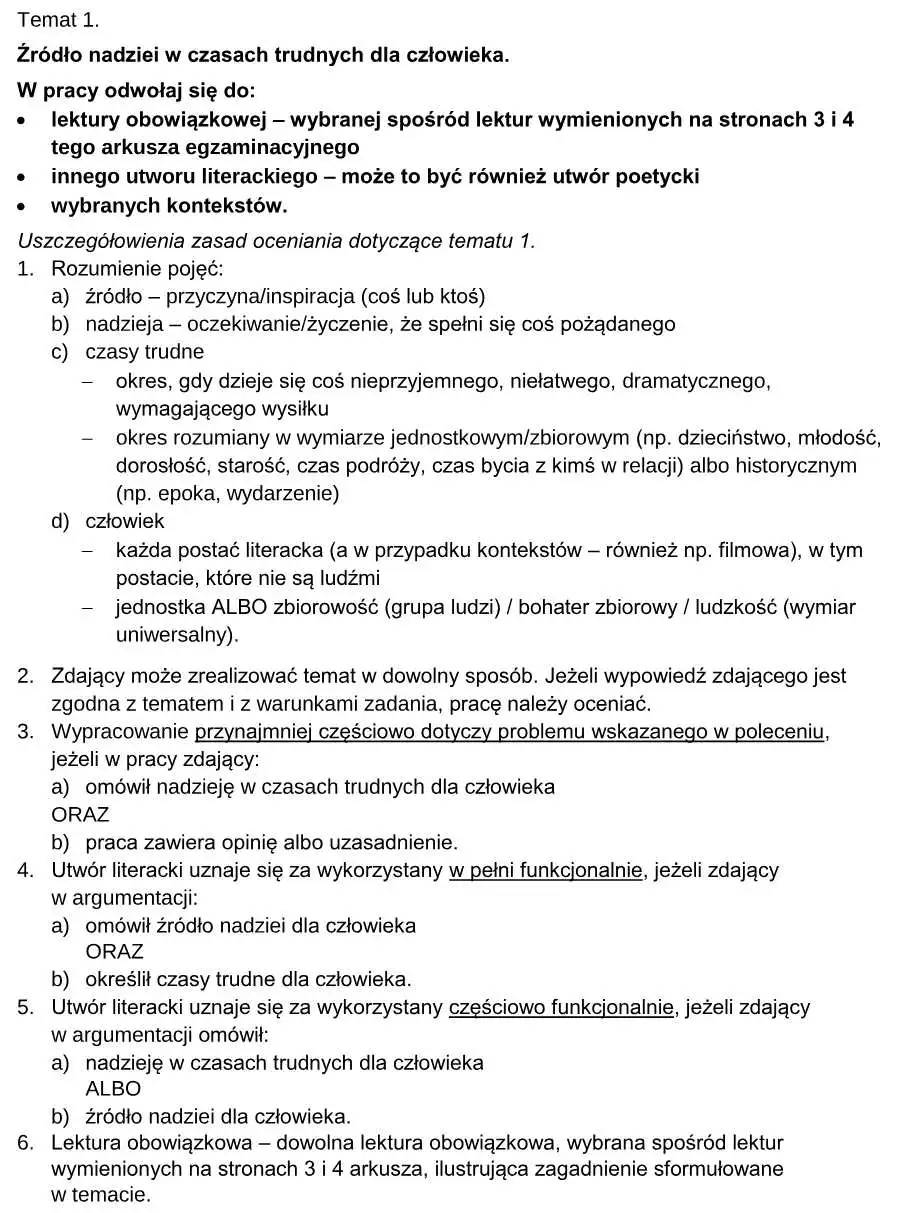 Temat 1.
Źródło nadziei w czasach trudnych dla człowieka.
W pracy odwołaj się do:
• lektury obowiązkowej – wybranej spośród lektur wymienionych na stronach 3 i 4
tego arkusza egzaminacyjnego
• innego utworu literackiego – może to być również utwór poetycki
• wybranych kontekstów.
Uszczegółowienia zasad oceniania dotyczące tematu 1.
1. Rozumienie pojęć:
a) źródło – przyczyna/inspiracja (coś lub ktoś)
b) nadzieja – oczekiwanie/życzenie, że spełni się coś pożądanego
c) czasy trudne
– okres, gdy dzieje się coś nieprzyjemnego, niełatwego, dramatycznego,
wymagającego wysiłku
– okres rozumiany w wymiarze jednostkowym/zbiorowym (np. dzieciństwo, młodość,
dorosłość, starość, czas podróży, czas bycia z kimś w relacji) albo historycznym
(np. epoka, wydarzenie)
d) człowiek
– każda postać literacka (a w przypadku kontekstów – również np. filmowa), w tym
postacie, które nie są ludźmi
– jednostka ALBO zbiorowość (grupa ludzi) / bohater zbiorowy / ludzkość (wymiar
uniwersalny).
2. Zdający może zrealizować temat w dowolny sposób. Jeżeli wypowiedź zdającego jest
zgodna z tematem i z warunkami zadania, pracę należy oceniać.
3. Wypracowanie przynajmniej częściowo dotyczy problemu wskazanego w poleceniu,
jeżeli w pracy zdający:
a) omówił nadzieję w czasach trudnych dla człowieka
ORAZ
b) praca zawiera opinię albo uzasadnienie.
4. Utwór literacki uznaje się za wykorzystany w pełni funkcjonalnie, jeżeli zdający
w argumentacji:
a) omówił źródło nadziei dla człowieka
ORAZ
b) określił czasy trudne dla człowieka.
5. Utwór literacki uznaje się za wykorzystany częściowo funkcjonalnie, jeżeli zdający
w argumentacji omówił:
a) nadzieję w czasach trudnych dla człowieka
ALBO
b) źródło nadziei dla człowieka.
6. Lektura obowiązkowa – dowolna lektura obowiązkowa, wybrana spośród lektur
wymienionych na stronach 3 i 4 arkusza, ilustrująca zagadnienie sformułowane
w temacie.